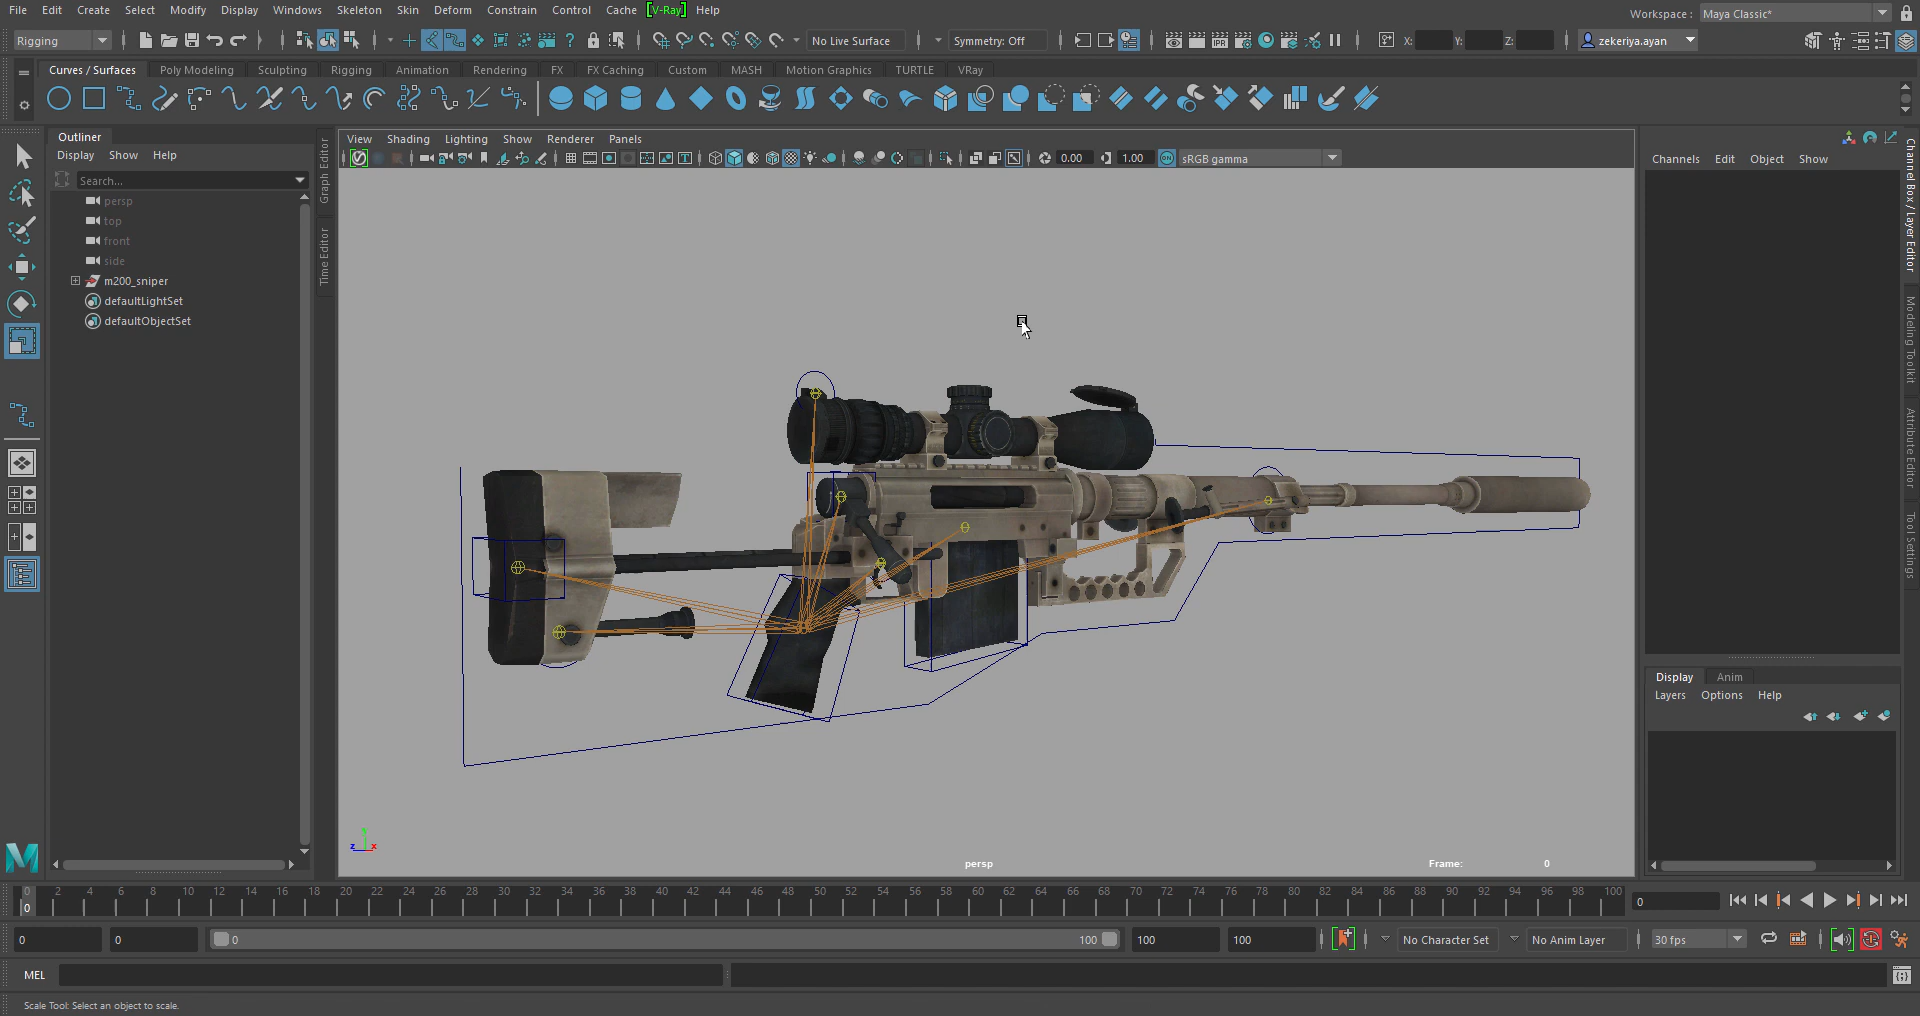 File Edit Create Select Modify Display Windows Skeleton Skin Deform Constrain Control Cache [V-Ray] Help
Workspace : Maya Classic*
Rigging
No Live Surface
Symmetry: Off
IPR
X: Y: Z:
zekeriya.ayan
Curves / Surfaces Poly Modeling Sculpting Rigging Animation Rendering FX FX Caching Custom MASH Motion Graphics TURTLE VRay
Outliner
Display Show Help
Search...
persp
top
front
side
m200_sniper
defaultLightSet
defaultObjectSet
Graph Editor
Time Editor
View Shading Lighting Show Renderer Panels
0.00 1.00 ON sRGB gamma
y
z x
persp
Frame: 0
Channels Edit Object Show
Channel Box / Layer Editor
Modeling Toolkit
Attribute Editor
Tool Settings
Display Anim
Layers Options Help
0 2 4 6 8 10 12 14 16 18 20 22 24 26 28 30 32 34 36 38 40 42 44 46 48 50 52 54 56 58 60 62 64 66 68 70 72 74 76 78 80 82 84 86 88 90 92 94 96 98 100
0
0
0 0 0 100 100 100
No Character Set
No Anim Layer
30 fps
MEL
Scale Tool: Select an object to scale.